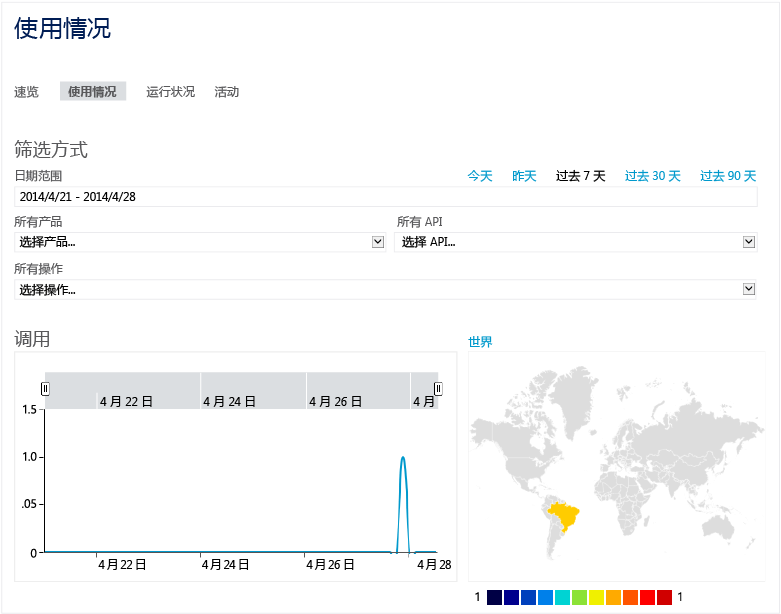 使用情况
速览 使用情况 运行状况 活动
筛选方式
日期范围 今天 昨天 过去 7 天 过去 30 天 过去 90 天
2014/4/21 - 2014/4/28
所有产品 所有 API
选择产品... 选择 API...
所有操作
选择操作...
调用 世界
4 月 22 日 4 月 24 日 4 月 26 日 4 月
1.5
1.0
.05
0
4 月 22 日 4 月 24 日 4 月 26 日 4 月 28
1 1